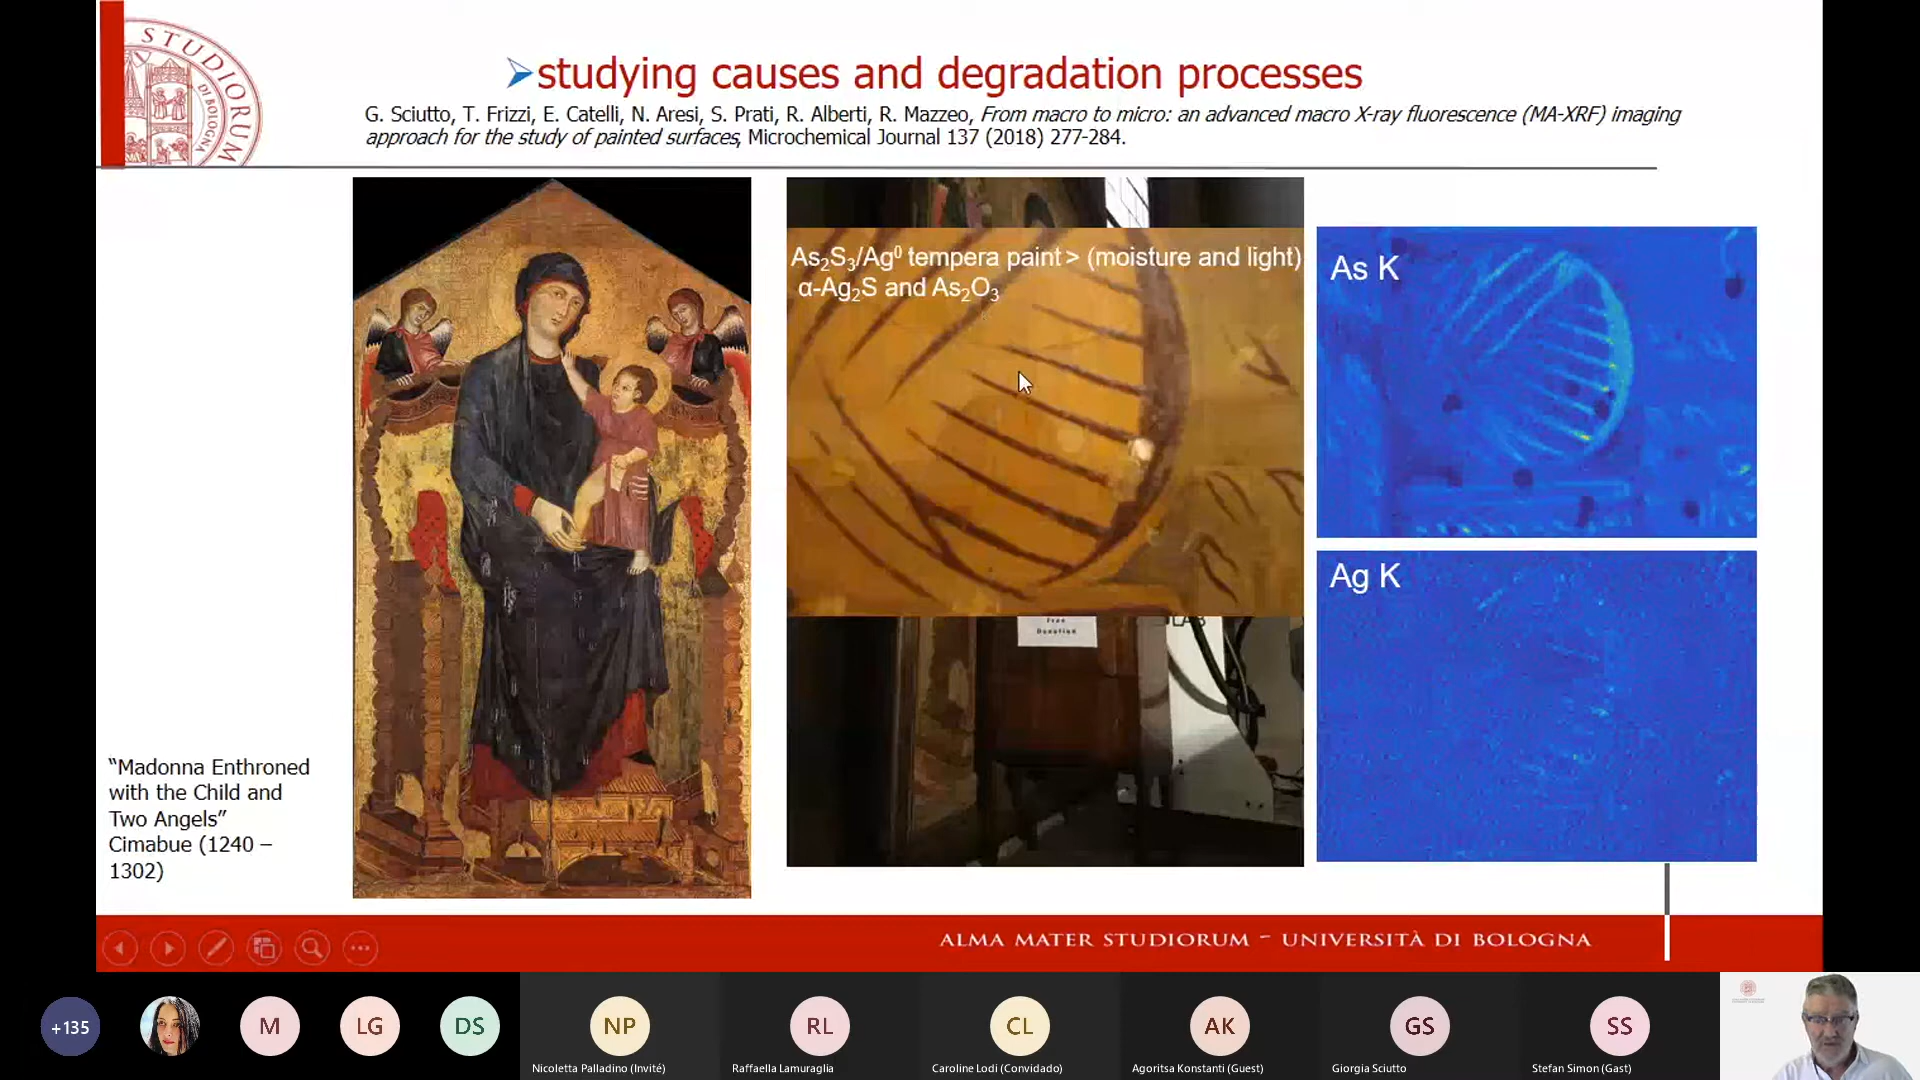 STUDIORUM
DI BOLOGNA
➢studying causes and degradation processes
G. Sciutto, T. Frizzi, E. Catelli, N. Aresi, S. Prati, R. Alberti, R. Mazzeo, From macro to micro: an advanced macro X-ray fluorescence (MA-XRF) imaging
approach for the study of painted surfaces, Microchemical Journal 137 (2018) 277-284.
As₂S₃/Ag⁰ tempera paint > (moisture and light)
α-Ag₂S and As₂O₃
Free
Donation
As K
Ag K
“Madonna Enthroned
with the Child and
Two Angels”
Cimabue (1240 –
1302)
ALMA MATER STUDIORUM – UNIVERSITÀ DI BOLOGNA
+135
M
LG
DS
NP
RL
CL
AK
GS
SS
Nicoletta Palladino (Invité)
Raffaella Lamuraglia
Caroline Lodi (Convidado)
Agoritsa Konstanti (Guest)
Giorgia Sciutto
Stefan Simon (Gast)